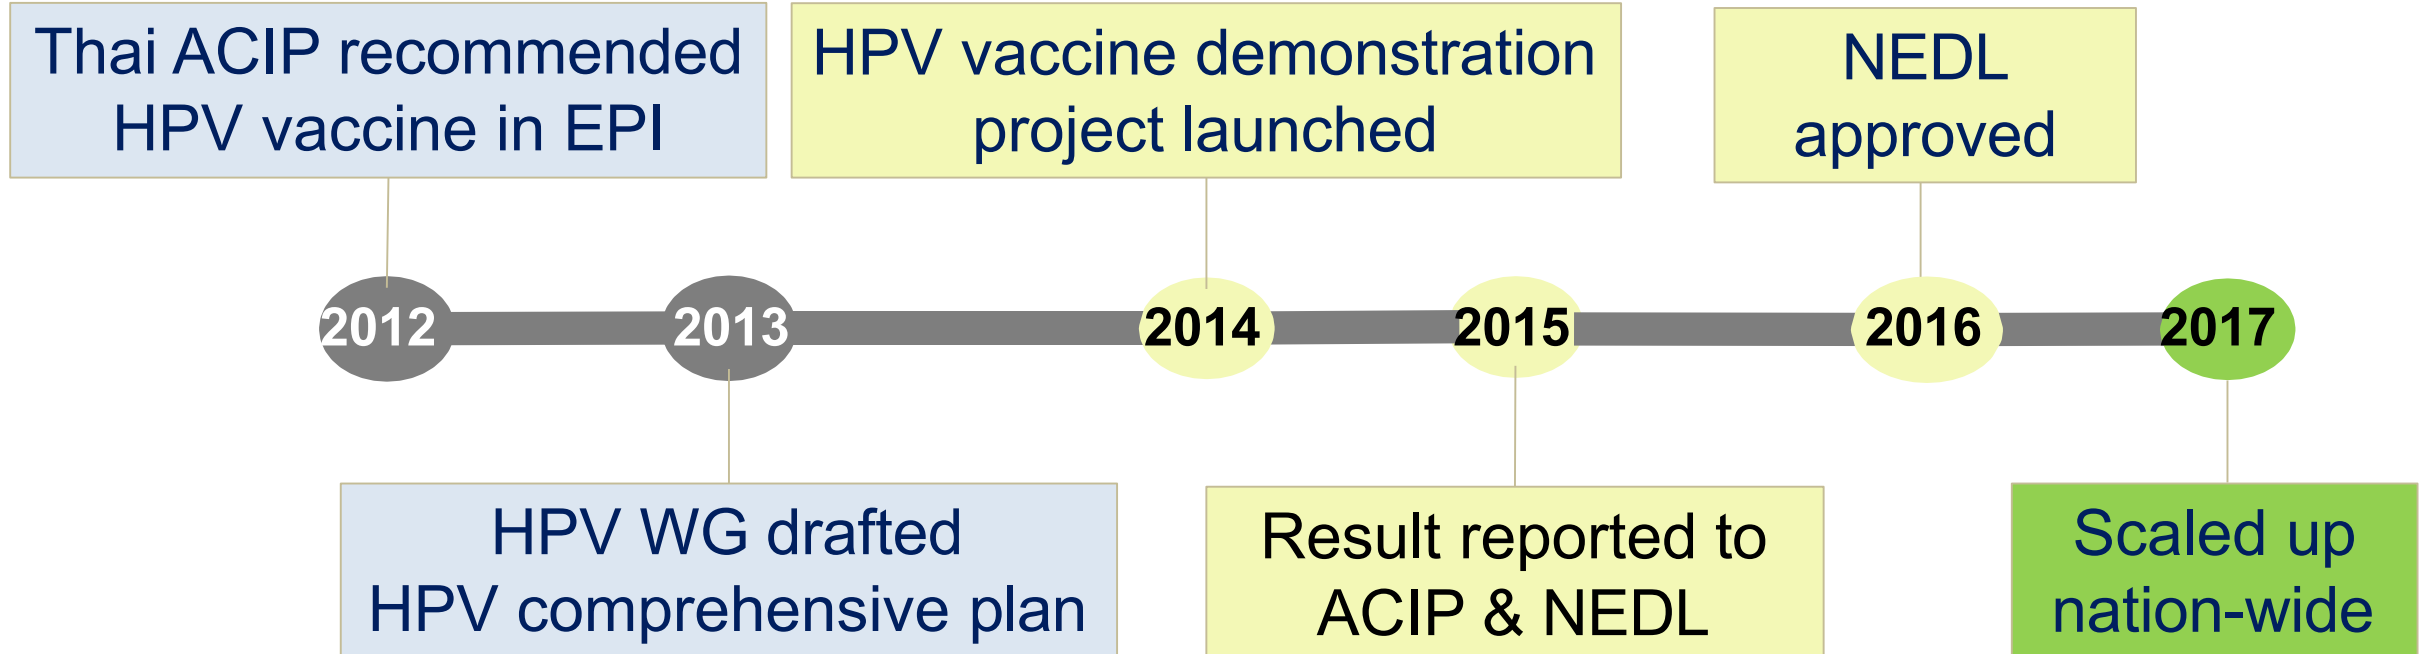 Thai ACIP recommended
HPV vaccine in EPI
HPV vaccine demonstration
project launched
NEDL
approved
2012
2013
2014
2015
2016
2017
HPV WG drafted
HPV comprehensive plan
Result reported to
ACIP & NEDL
Scaled up
nation-wide